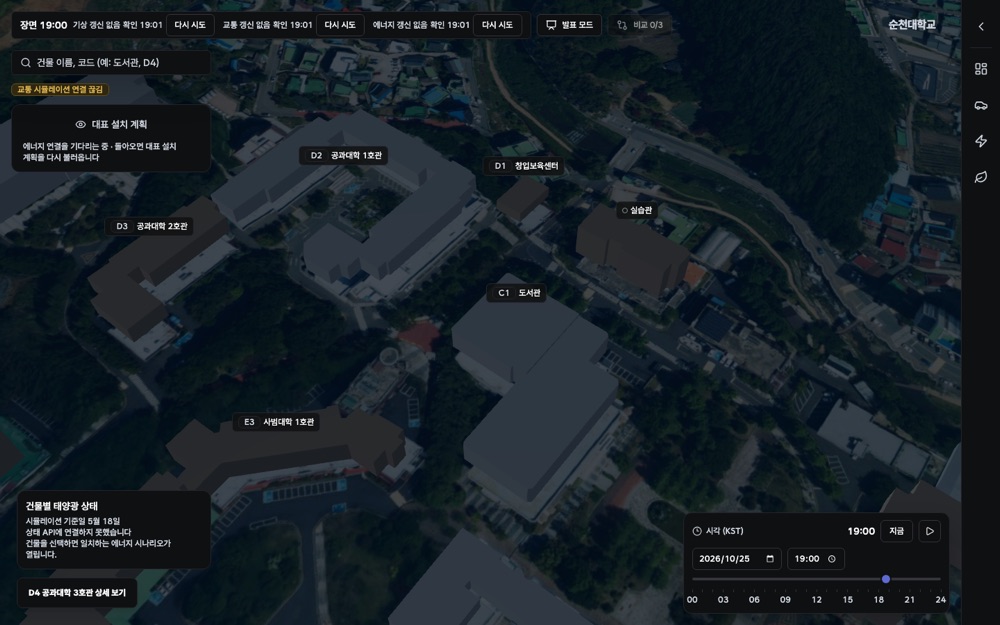 장면 19:00 기상 갱신 없음 확인 19:01 다시 시도 교통 갱신 없음 확인 19:01 다시 시도 에너지 갱신 없음 확인 19:01 다시 시도 발표 모드 비교 0/3
순천대학교
건물 이름, 코드 (예: 도서관, D4)
교통 시뮬레이션 연결 끊김
대표 설치 계획
에너지 연결을 기다리는 중 · 돌아오면 대표 설치
계획을 다시 불러옵니다
D2 공과대학 1호관
D1 창업보육센터
실습관
D3 공과대학 2호관
C1 도서관
E3 사범대학 1호관
건물별 태양광 상태
시뮬레이션 기준일 5월 18일
상태 API에 연결하지 못했습니다
건물을 선택하면 일치하는 에너지 시나리오가
열립니다.
D4 공과대학 3호관 상세 보기
시각 (KST) 19:00 지금
2026/10/25 19:00
00 03 06 09 12 15 18 21 24